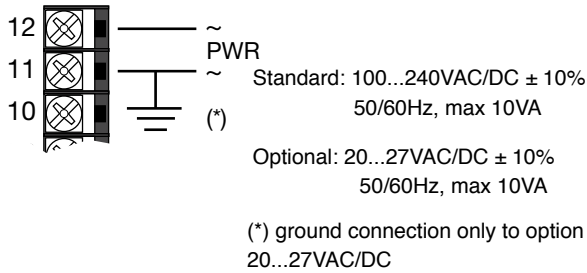 12
~
PWR
11
~
10
(*)
Standard: 100...240VAC/DC ± 10%
50/60Hz, max 10VA
Optional: 20...27VAC/DC ± 10%
50/60Hz, max 10VA
(*) ground connection only to option
20...27VAC/DC